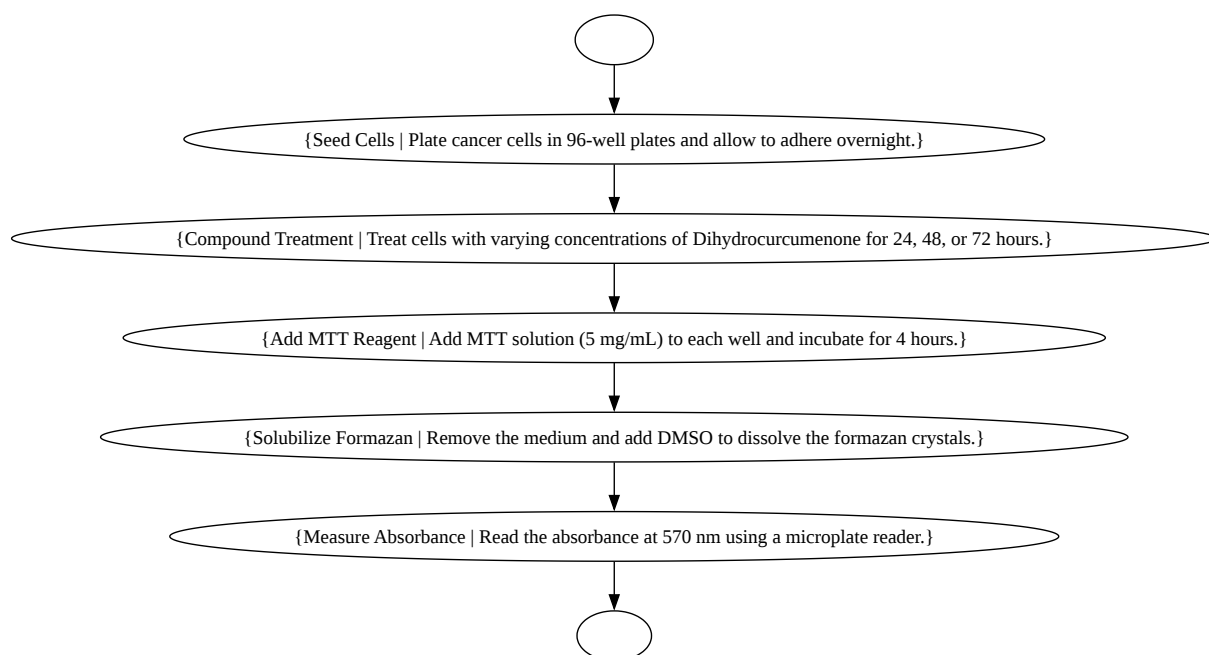 {Seed Cells | Plate cancer cells in 96-well plates and allow to adhere overnight.}
{Compound Treatment | Treat cells with varying concentrations of Dihydrocurcumenone for 24, 48, or 72 hours.}
{Add MTT Reagent | Add MTT solution (5 mg/mL) to each well and incubate for 4 hours.}
{Solubilize Formazan | Remove the medium and add DMSO to dissolve the formazan crystals.}
{Measure Absorbance | Read the absorbance at 570 nm using a microplate reader.}